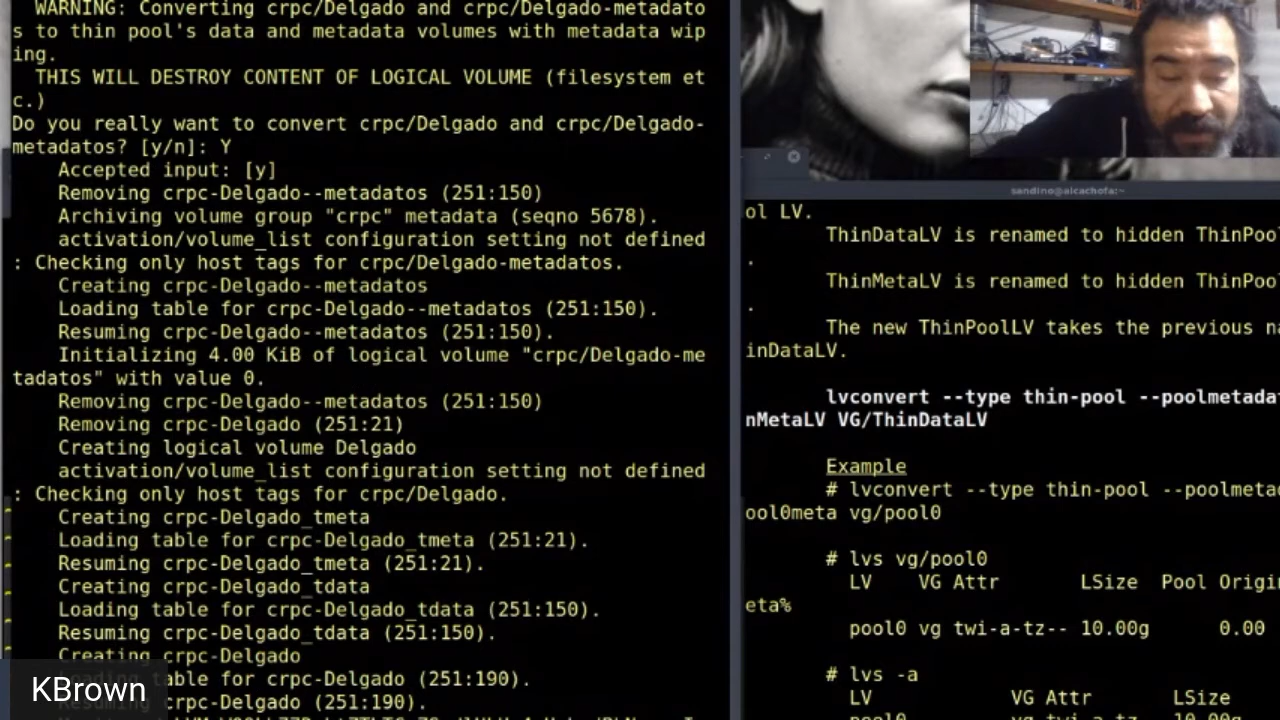 WARNING: Converting crpc/Delgado and crpc/Delgado-metadato
s to thin pool's data and metadata volumes with metadata wip
ing.
THIS WILL DESTROY CONTENT OF LOGICAL VOLUME (filesystem et
c.)
Do you really want to convert crpc/Delgado and crpc/Delgado-
metadatos? [y/n]: Y
Accepted input: [y]
Removing crpc-Delgado--metadatos (251:150)
Archiving volume group "crpc" metadata (seqno 5678).
activation/volume_list configuration setting not defined
: Checking only host tags for crpc/Delgado-metadatos.
Creating crpc-Delgado--metadatos
Loading table for crpc-Delgado--metadatos (251:150).
Resuming crpc-Delgado--metadatos (251:150).
Initializing 4.00 KiB of logical volume "crpc/Delgado-me
tadatos" with value 0.
Removing crpc-Delgado--metadatos (251:150)
Removing crpc-Delgado (251:21)
Creating logical volume Delgado
activation/volume_list configuration setting not defined
: Checking only host tags for crpc/Delgado.
Creating crpc-Delgado_tmeta
Loading table for crpc-Delgado_tmeta (251:21).
Resuming crpc-Delgado_tmeta (251:21).
Creating crpc-Delgado_tdata
Loading table for crpc-Delgado_tdata (251:150).
Resuming crpc-Delgado_tdata (251:150).
Creating crpc-Delgado
table for crpc-Delgado (251:190).
crpc-Delgado (251:190).
KBrown
sandino@alcachofa:~
ol LV.
ThinDataLV is renamed to hidden ThinPoo
.
ThinMetaLV is renamed to hidden ThinPoo
.
The new ThinPoolLV takes the previous na
inDataLV.
lvconvert --type thin-pool --poolmetadat
nMetaLV VG/ThinDataLV
Example
# lvconvert --type thin-pool --poolmetad
ool0meta vg/pool0
# lvs vg/pool0
LV VG Attr LSize Pool Origi
eta%
pool0 vg twi-a-tz-- 10.00g 0.00
# lvs -a
LV VG Attr LSize